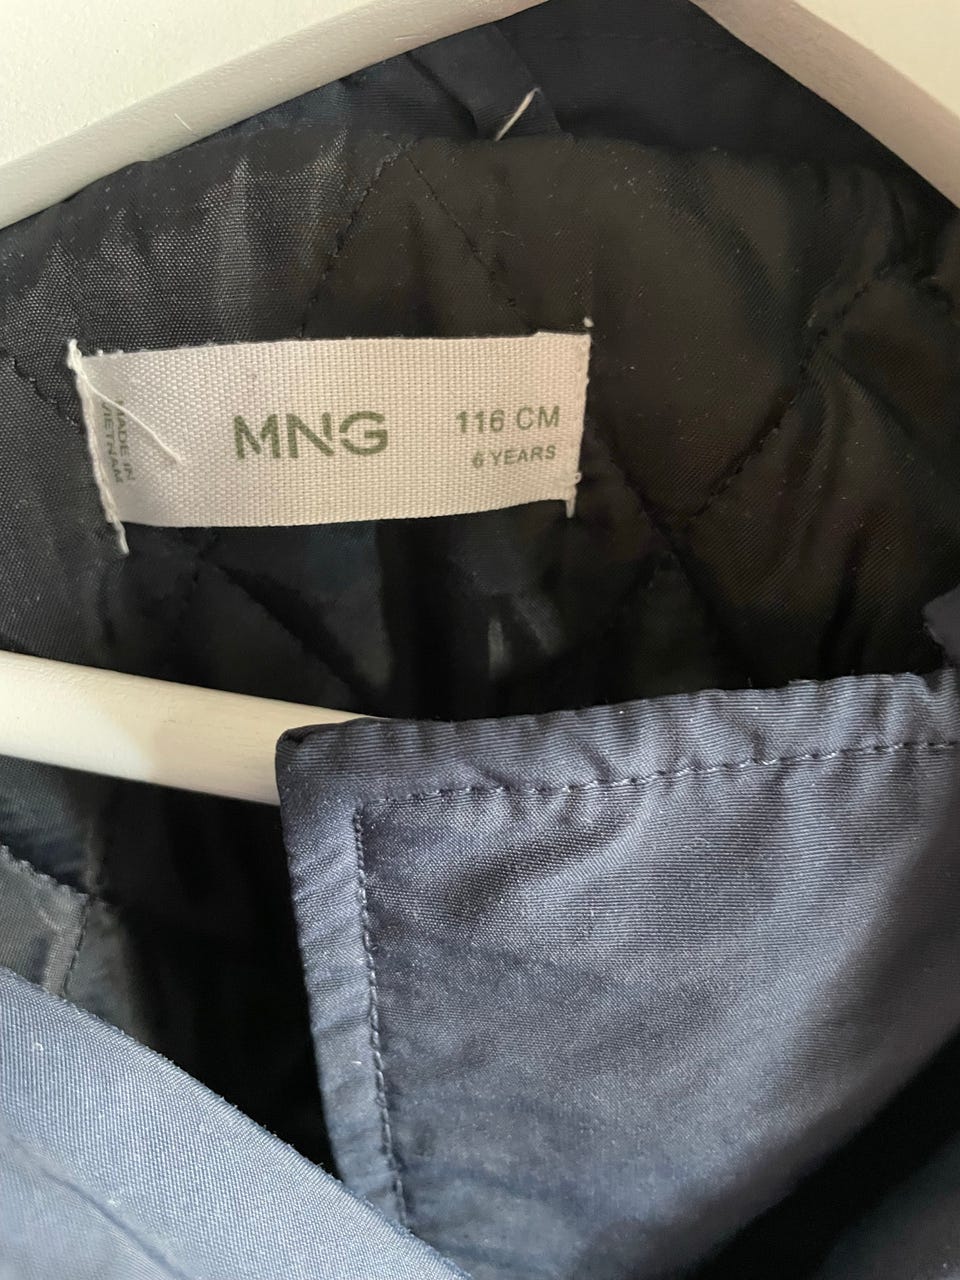 MADE IN
VIETNAM
MNG
116 CM
6 YEARS